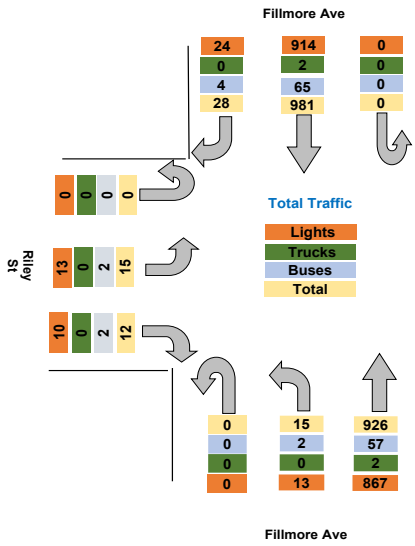 Fillmore Ave
24 914 0
0 2 0
4 65 0
28 981 0
0 0 0 0
Total Traffic
Lights
Trucks
Buses
Total
Riley St
13 0 2 15
10 0 2 12
0 15 926
0 2 57
0 0 2
0 13 867
Fillmore Ave